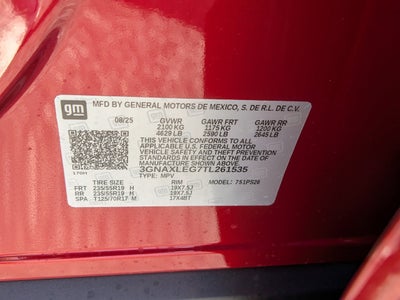 gm
MFD BY GENERAL MOTORS DE MEXICO, S. DE R.L. DE C.V.
08/25 GVWR GAWR FRT GAWR RR
2100 KG 1175 KG 1200 KG
4629 LB 2590 LB 2645 LB
THIS VEHICLE CONFORMS TO ALL
APPLICABLE U.S. FEDERAL MOTOR
VEHICLE SAFETY AND THEFT PREVENTION
STANDARDS IN EFFECT ON THE DATE OF
MANUFACTURE SHOWN ABOVE.
3GNAXLEG7TL261535
TYPE: MPV MODEL: 7S1PS26
TIRE SIZE RIM
FRT 235/55R19 H 19X7.5J
RR 235/55R19 H 19X7.5J
SPA T125/70R17 M 17X4BT